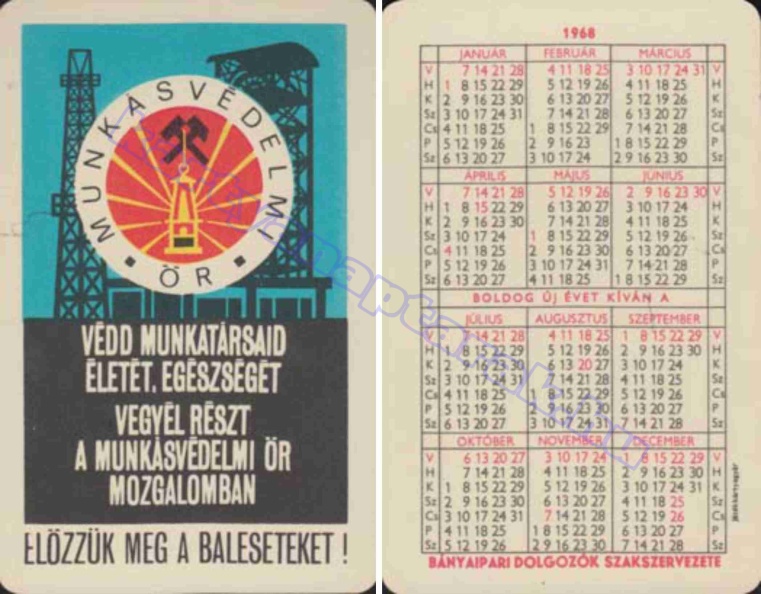 MUNKÁSVÉDELMI
• ŐR •
VÉDD MUNKATÁRSAID
ÉLETÉT, EGÉSZSÉGÉT
VEGYÉL RÉSZT
A MUNKÁSVÉDELMI ŐR
MOZGALOMBAN
ELŐZZÜK MEG A BALESETEKET !
1968
JANUÁR FEBRUÁR MÁRCIUS
V 7 14 21 28 4 11 18 25 3 10 17 24 31 V
H 1 8 15 22 29 5 12 19 26 4 11 18 25 H
K 2 9 16 23 30 6 13 20 27 5 12 19 26 K
Sz 3 10 17 24 31 7 14 21 28 6 13 20 27 Sz
Cs 4 11 18 25 1 8 15 22 29 7 14 21 28 Cs
P 5 12 19 26 2 9 16 23 1 8 15 22 29 P
Sz 6 13 20 27 3 10 17 24 2 9 16 23 30 Sz
ÁPRILIS MÁJUS JÚNIUS
V 7 14 21 28 5 12 19 26 2 9 16 23 30 V
H 1 8 15 22 29 6 13 20 27 3 10 17 24 H
K 2 9 16 23 30 7 14 21 28 4 11 18 25 K
Sz 3 10 17 24 1 8 15 22 29 5 12 19 26 Sz
Cs 4 11 18 25 2 9 16 23 30 6 13 20 27 Cs
P 5 12 19 26 3 10 17 24 31 7 14 21 28 P
Sz 6 13 20 27 4 11 18 25 1 8 15 22 29 Sz
BOLDOG ÚJ ÉVET KÍVÁN A
JÚLIUS AUGUSZTUS SZEPTEMBER
V 7 14 21 28 4 11 18 25 1 8 15 22 29 V
H 1 8 15 22 29 5 12 19 26 2 9 16 23 30 H
K 2 9 16 23 30 6 13 20 27 3 10 17 24 K
Sz 3 10 17 24 31 7 14 21 28 4 11 18 25 Sz
Cs 4 11 18 25 1 8 15 22 29 5 12 19 26 Cs
P 5 12 19 26 2 9 16 23 30 6 13 20 27 P
Sz 6 13 20 27 3 10 17 24 31 7 14 21 28 Sz
OKTÓBER NOVEMBER DECEMBER
V 6 13 20 27 3 10 17 24 1 8 15 22 29 V
H 7 14 21 28 4 11 18 25 2 9 16 23 30 H
K 1 8 15 22 29 5 12 19 26 3 10 17 24 31 K
Sz 2 9 16 23 30 6 13 20 27 4 11 18 25 Sz
Cs 3 10 17 24 31 7 14 21 28 5 12 19 26 Cs
P 4 11 18 25 1 8 15 22 29 6 13 20 27 P
Sz 5 12 19 26 2 9 16 23 30 7 14 21 28 Sz
BÁNYAIPARI DOLGOZÓK SZAKSZERVEZETE